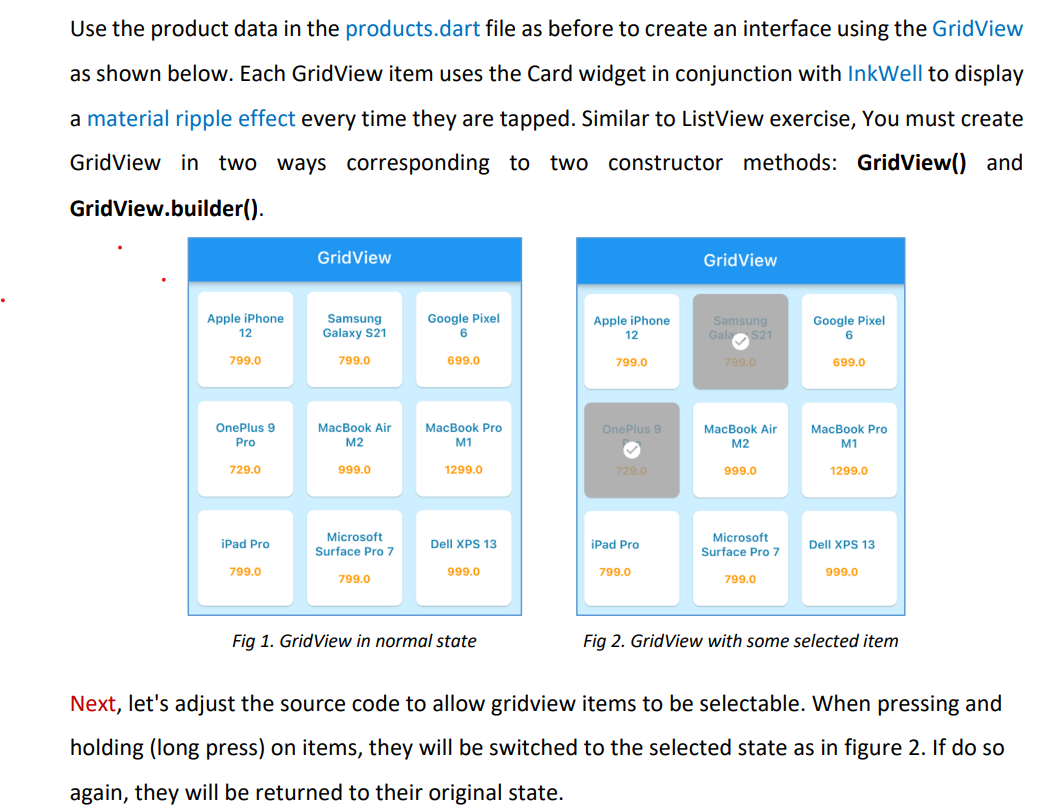 Use the product data in the products.dart file as before to create an interface using the GridView
as shown below. Each GridView item uses the Card widget in conjunction with InkWell to display
a material ripple effect every time they are tapped. Similar to ListView exercise, You must create
GridView in two ways corresponding to two constructor methods: GridView() and
GridView.builder().
GridView
Apple iPhone
12
799.0
Samsung
Galaxy S21
799.0
Google Pixel
6
699.0
OnePlus 9
Pro
729.0
MacBook Air
M2
999.0
MacBook Pro
M1
1299.0
iPad Pro
799.0
Microsoft
Surface Pro 7
799.0
Dell XPS 13
999.0
Fig 1. GridView in normal state
GridView
Apple iPhone
12
799.0
Samsung
S21
799.0
Google Pixel
6
699.0
OnePlus 9
729.0
MacBook Air
M2
999.0
MacBook Pro
M1
1299.0
iPad Pro
799.0
Microsoft
Surface Pro 7
799.0
Dell XPS 13
999.0
Fig 2. GridView with some selected item
Next, let's adjust the source code to allow gridview items to be selectable. When pressing and
holding (long press) on items, they will be switched to the selected state as in figure 2. If do so
again, they will be returned to their original state.